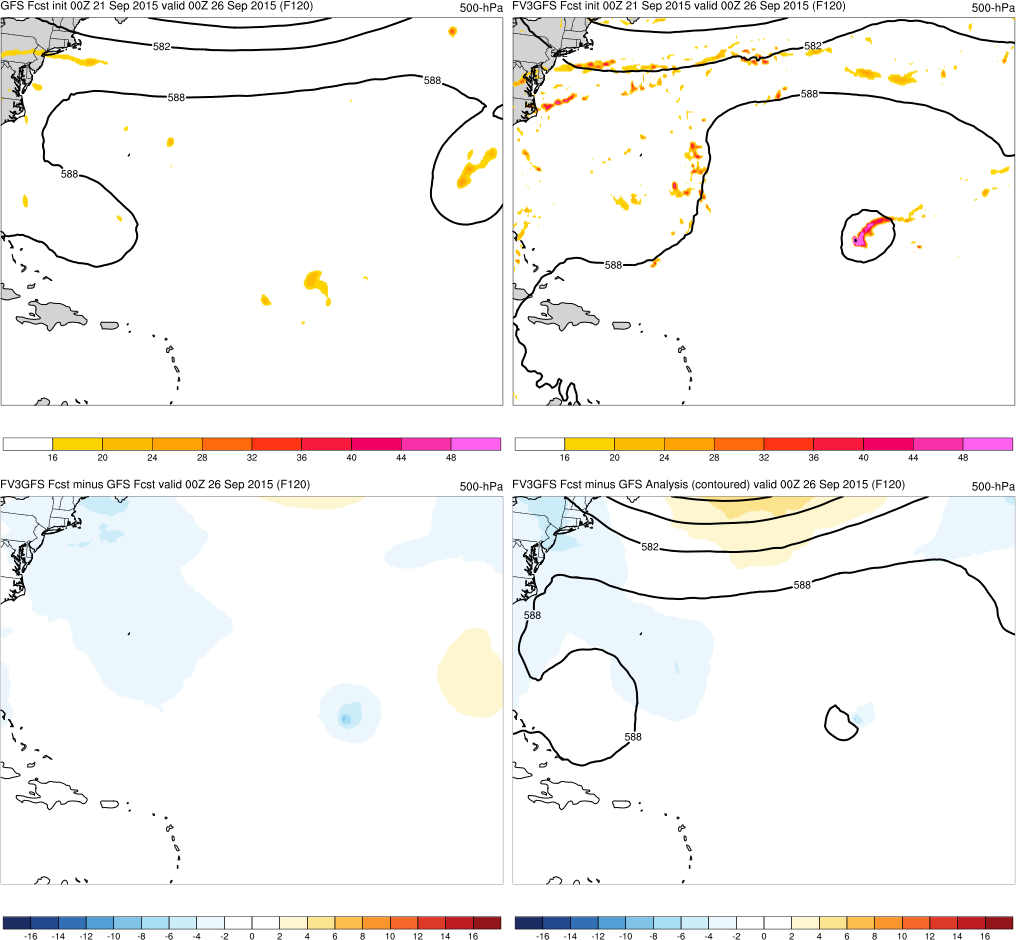 GFS Fcst init 00Z 21 Sep 2015 valid 00Z 26 Sep 2015 (F120) 500-hPa
582
588
588
588
16 20 24 28 32 36 40 44 48
FV3GFS Fcst init 00Z 21 Sep 2015 valid 00Z 26 Sep 2015 (F120) 500-hPa
582
588
588
16 20 24 28 32 36 40 44 48
FV3GFS Fcst minus GFS Fcst valid 00Z 26 Sep 2015 (F120) 500-hPa
-16 -14 -12 -10 -8 -6 -4 -2 0 2 4 6 8 10 12 14 16
FV3GFS Fcst minus GFS Analysis (contoured) valid 00Z 26 Sep 2015 (F120) 500-hPa
582
588
588
588
-16 -14 -12 -10 -8 -6 -4 -2 0 2 4 6 8 10 12 14 16